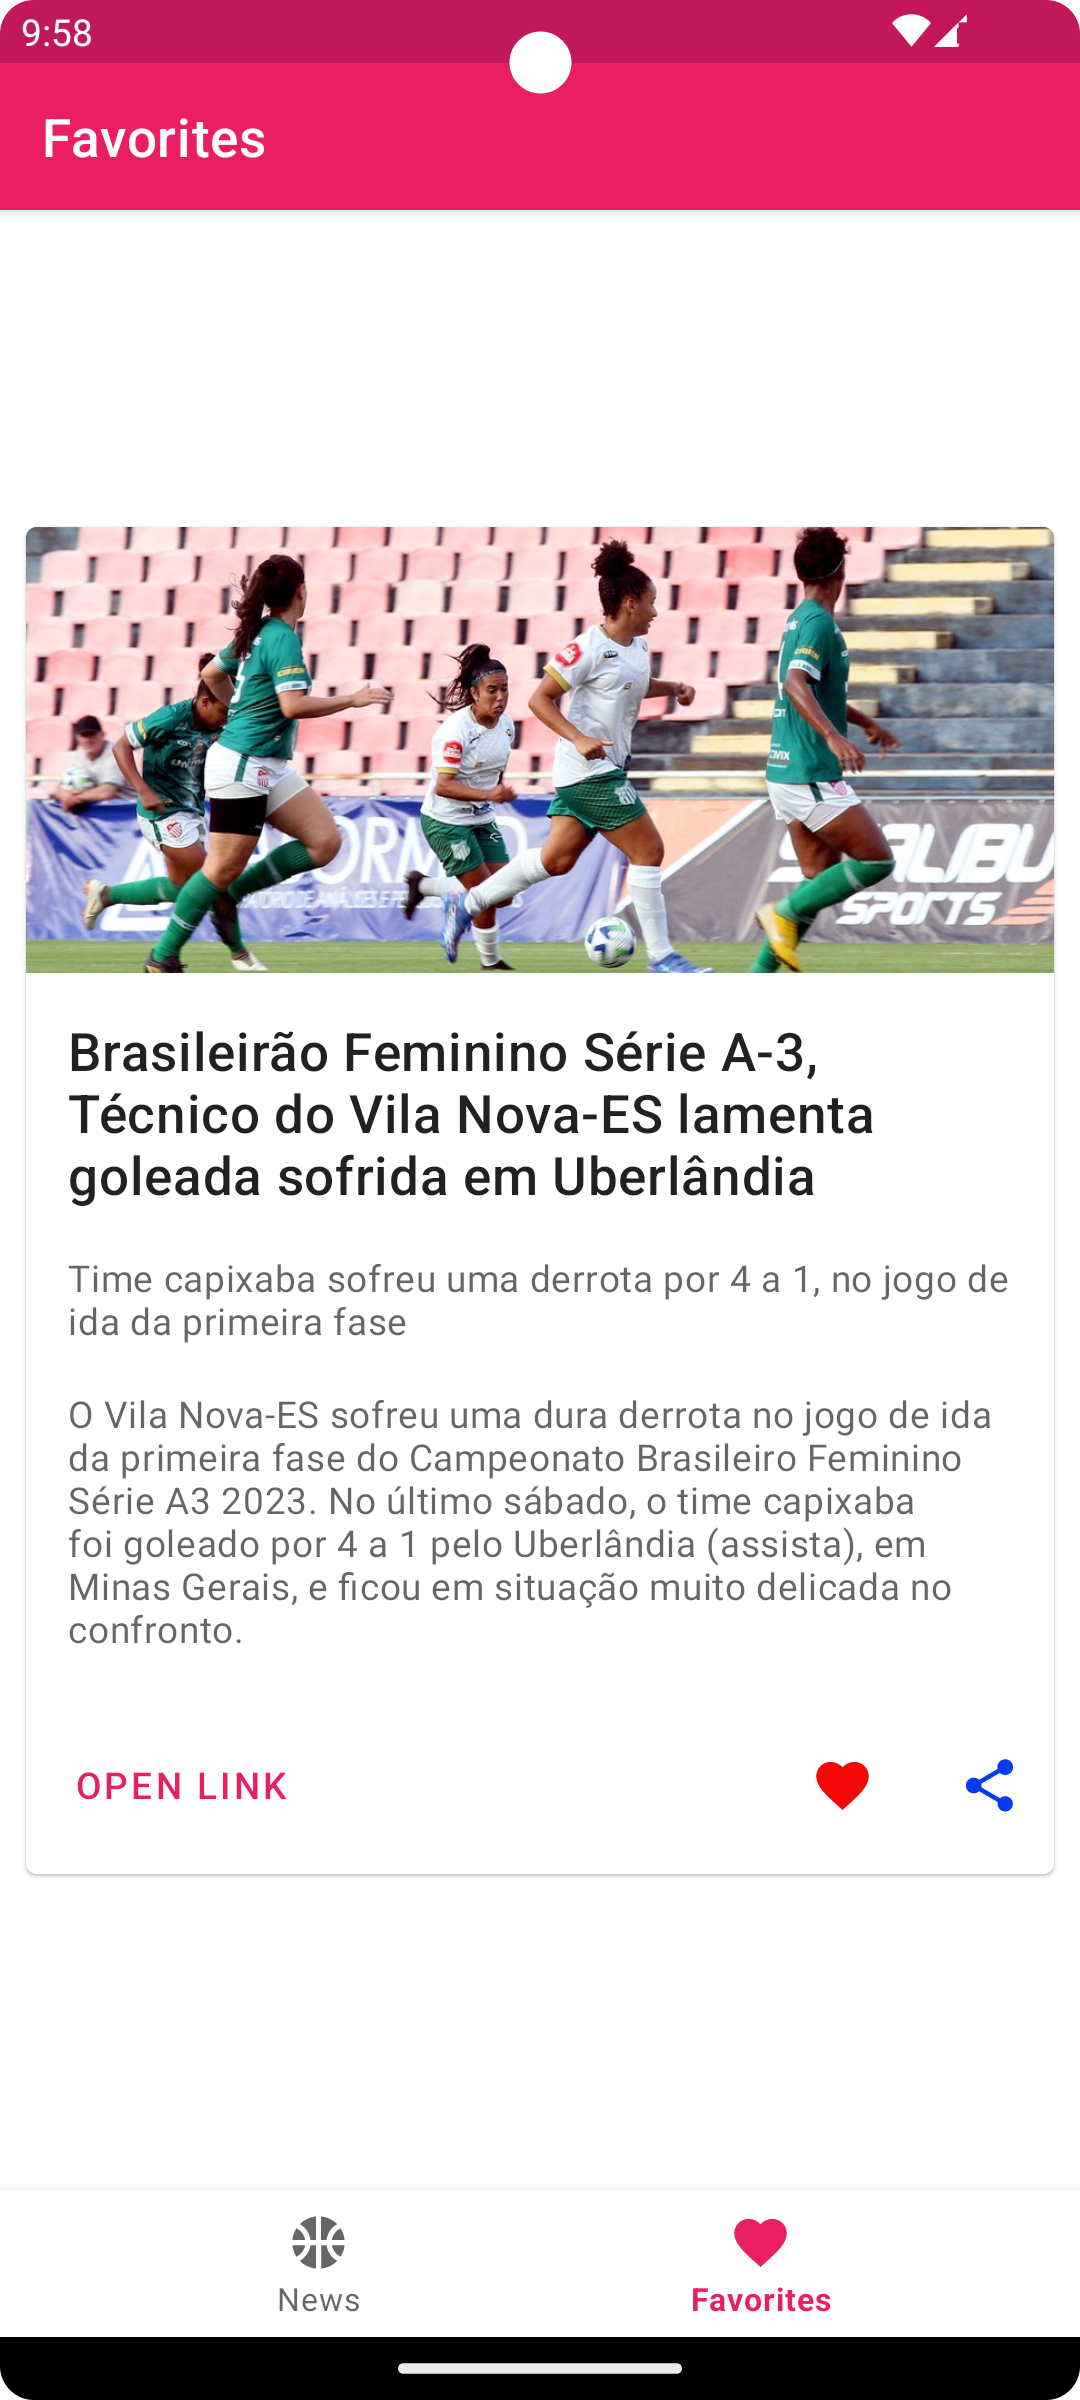 9:58
Favorites
MALIBU
SPORTS
Brasileirão Feminino Série A-3,
Técnico do Vila Nova-ES lamenta
goleada sofrida em Uberlândia
Time capixaba sofreu uma derrota por 4 a 1, no jogo de
ida da primeira fase
O Vila Nova-ES sofreu uma dura derrota no jogo de ida
da primeira fase do Campeonato Brasileiro Feminino
Série A3 2023. No último sábado, o time capixaba
foi goleado por 4 a 1 pelo Uberlândia (assista), em
Minas Gerais, e ficou em situação muito delicada no
confronto.
OPEN LINK
News
Favorites